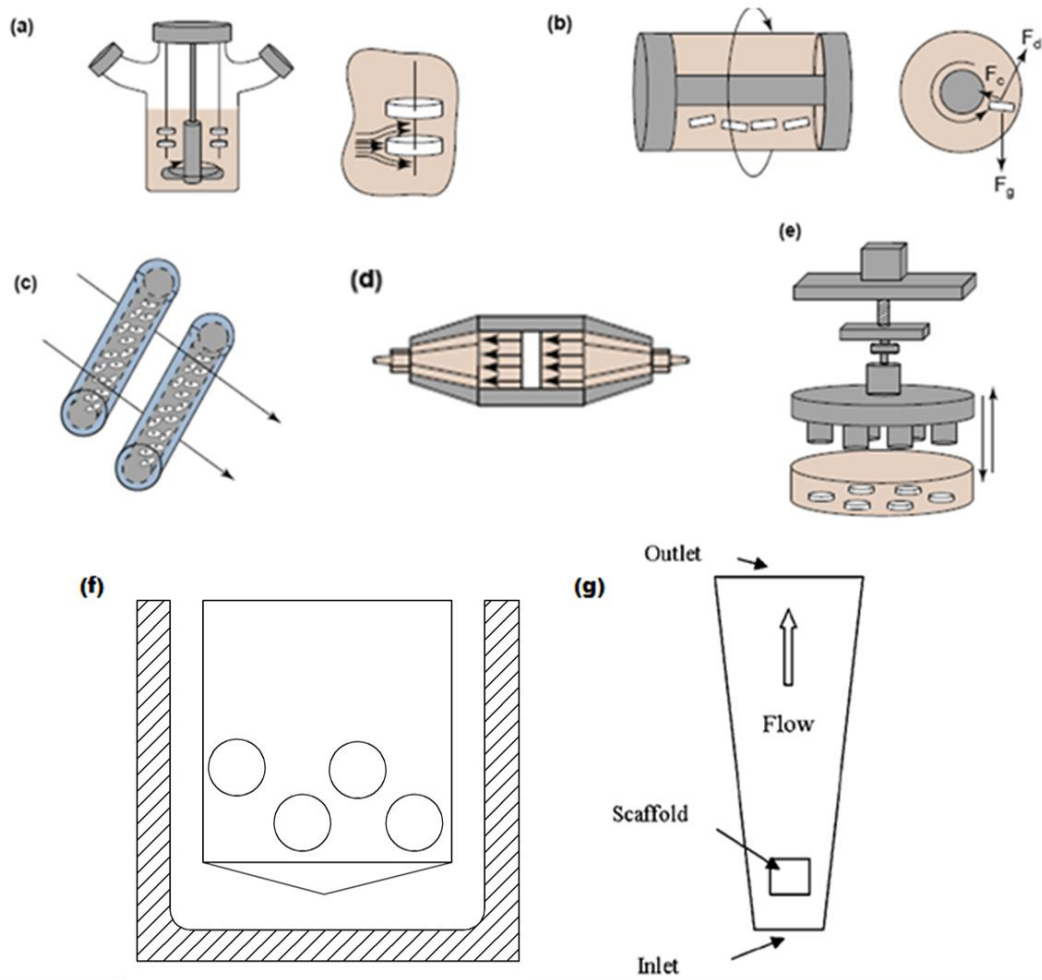 (a)
(b)
F_d
F_c
F_g
(c)
(d)
(e)
(f)
(g)
Outlet
Flow
Scaffold
Inlet